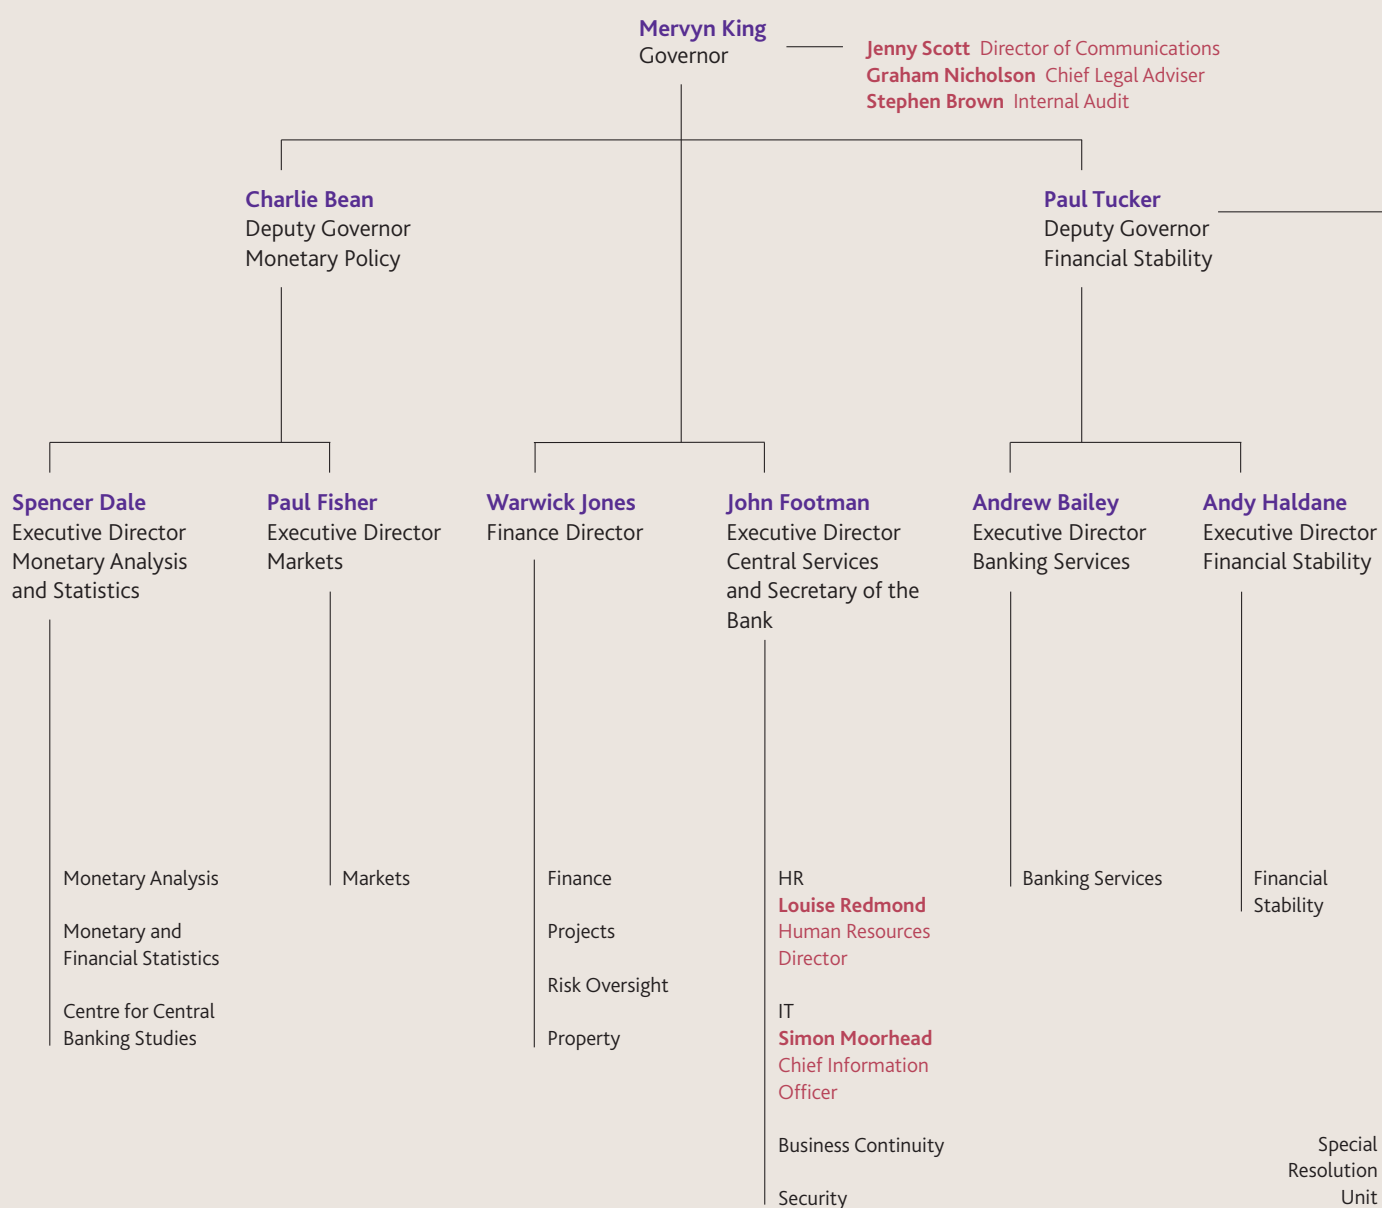 Mervyn King
Governor
Jenny Scott Director of Communications
Graham Nicholson Chief Legal Adviser
Stephen Brown Internal Audit
Charlie Bean
Deputy Governor
Monetary Policy
Paul Tucker
Deputy Governor
Financial Stability
Spencer Dale
Executive Director
Monetary Analysis
and Statistics
Paul Fisher
Executive Director
Markets
Warwick Jones
Finance Director
John Footman
Executive Director
Central Services
and Secretary of the
Bank
Andrew Bailey
Executive Director
Banking Services
Andy Haldane
Executive Director
Financial Stability
Monetary Analysis
Monetary and
Financial Statistics
Centre for Central
Banking Studies
Markets
Finance
Projects
Risk Oversight
Property
HR
Louise Redmond
Human Resources
Director
IT
Simon Moorhead
Chief Information
Officer
Business Continuity
Security
Banking Services
Financial
Stability
Special
Resolution
Unit